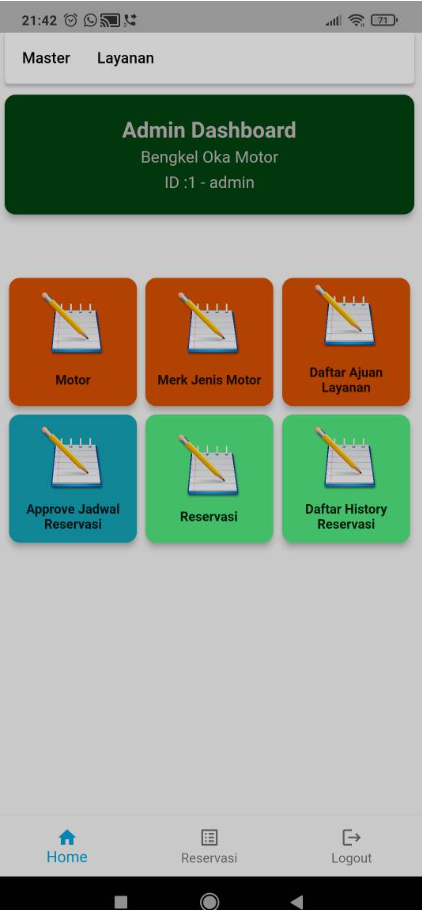 21:42 71
Master Layanan
Admin Dashboard
Bengkel Oka Motor
ID :1 - admin
Motor
Merk Jenis Motor
Daftar Ajuan
Layanan
Approve Jadwal
Reservasi
Reservasi
Daftar History
Reservasi
Home
Reservasi
Logout